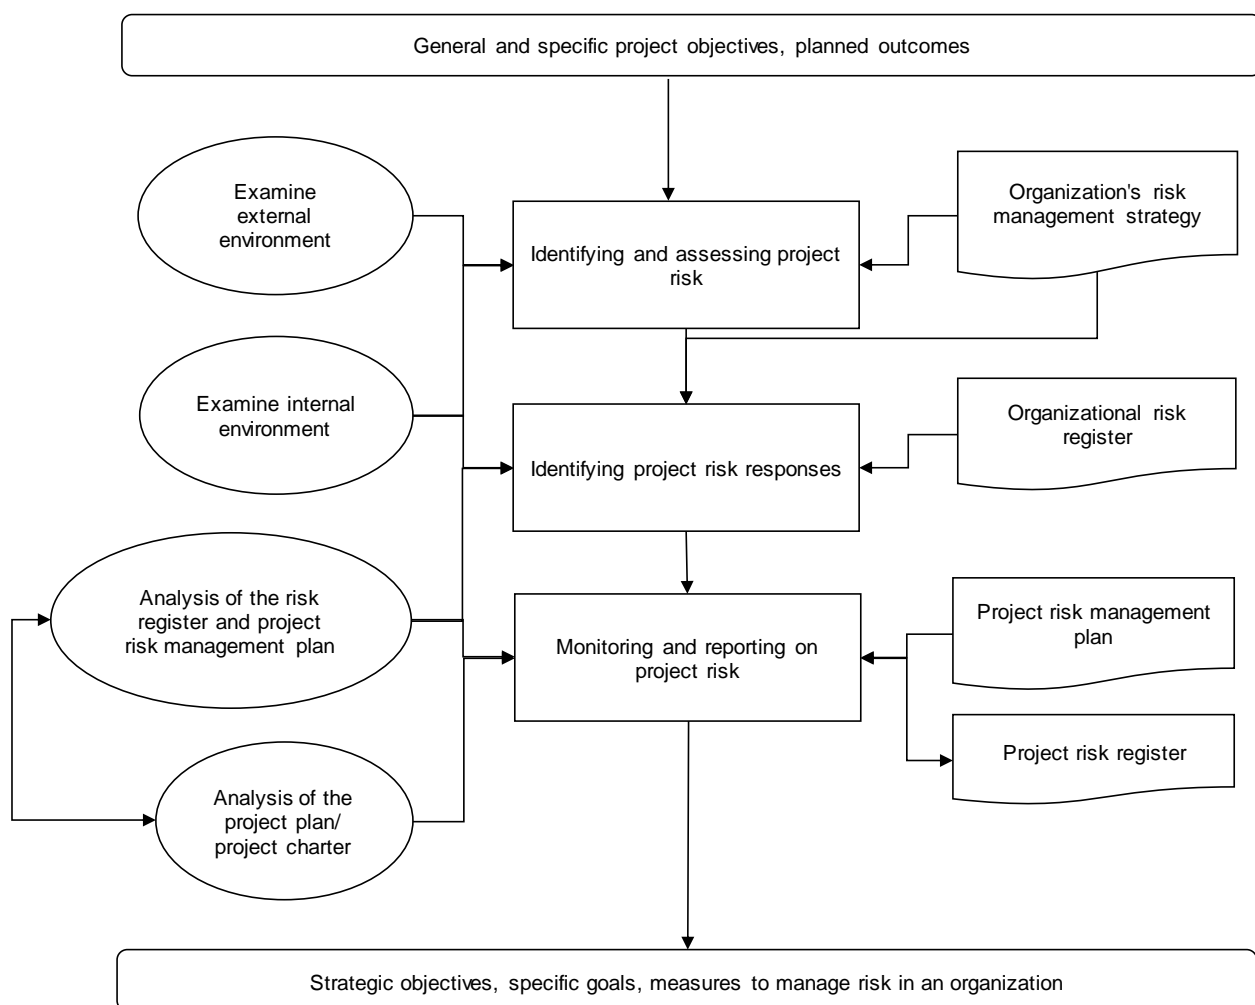 General and specific project objectives, planned outcomes
Examine
external
environment
Organization's risk
management strategy
Identifying and assessing project
risk
Examine internal
environment
Organizational risk
register
Identifying project risk responses
Analysis of the risk
register and project
risk management plan
Project risk management
plan
Monitoring and reporting on
project risk
Project risk register
Analysis of the
project plan/
project charter
Strategic objectives, specific goals, measures to manage risk in an organization